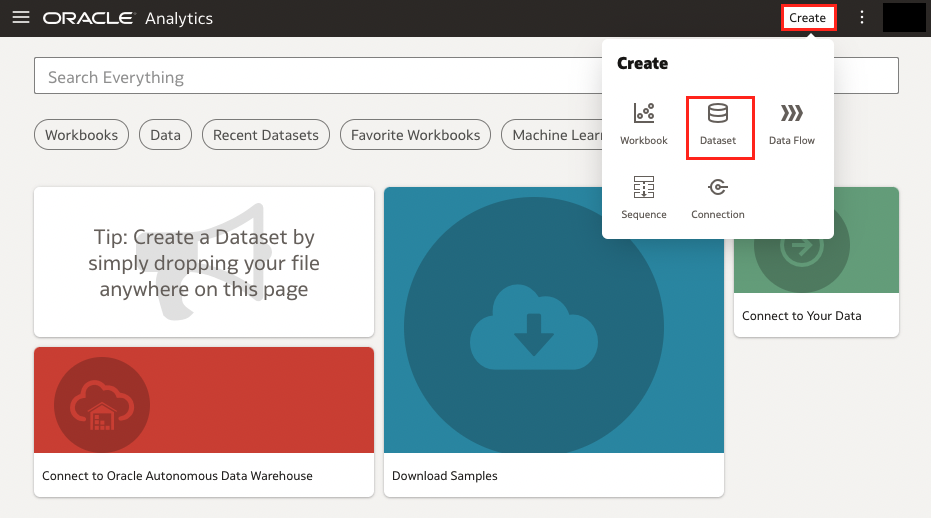 ORACLE Analytics
Create
Search Everything
Create
Workbook
Dataset
Data Flow
Sequence
Connection
Workbooks
Data
Recent Datasets
Favorite Workbooks
Machine Lear
Tip: Create a Dataset by
simply dropping your file
anywhere on this page
Connect to Your Data
Connect to Oracle Autonomous Data Warehouse
Download Samples